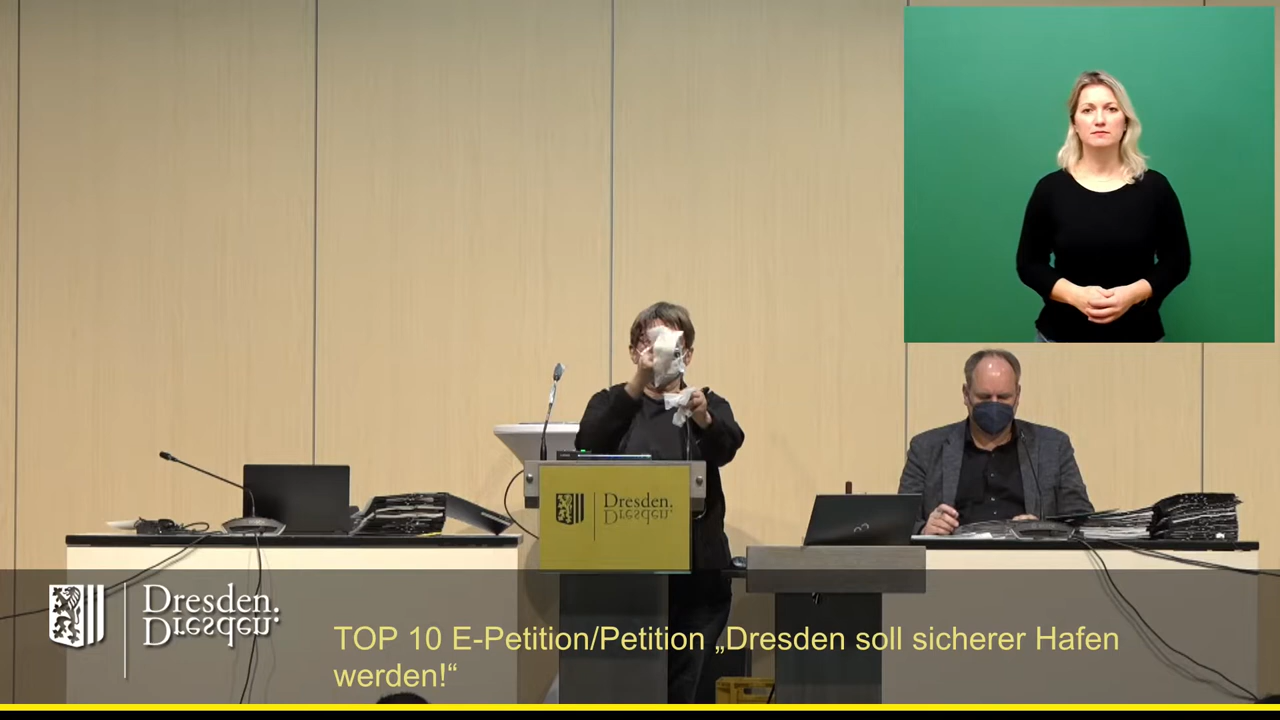 Dresden.
Dresden.
Dresden.
Dresden.
TOP 10 E-Petition/Petition „Dresden soll sicherer Hafen
werden!“